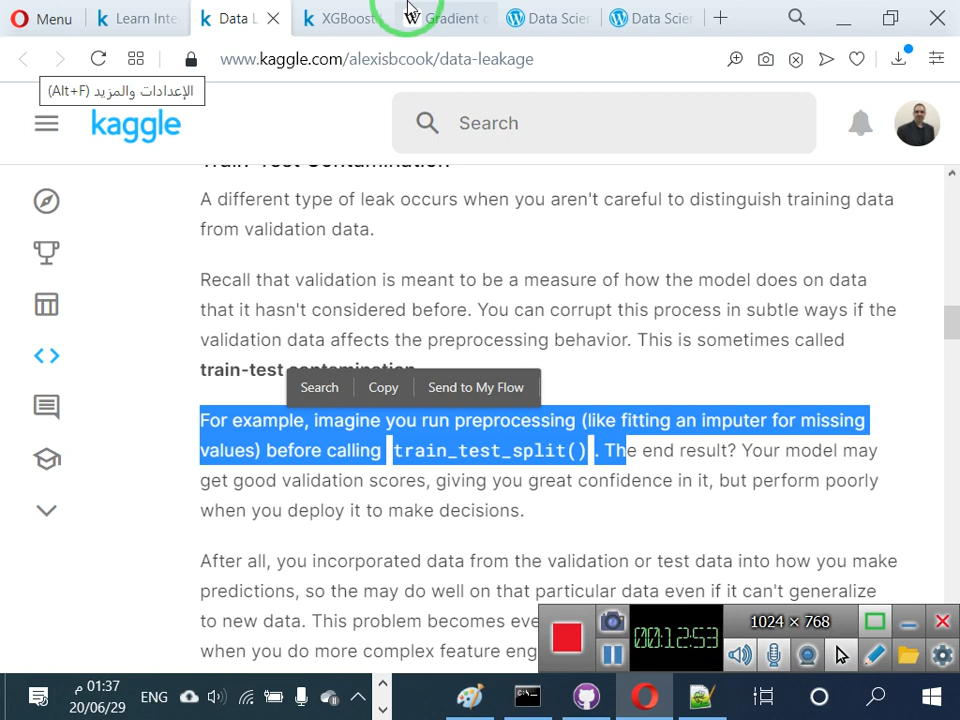 Menu
Learn Inte
Data L
XGBoost
Gradient
Data Scien
Data Scien
www.kaggle.com/alexisbcook/data-leakage
الإعدادات والمزيد (Alt+F)
kaggle
Search
Train-Test Contamination
A different type of leak occurs when you aren't careful to distinguish training data
from validation data.
Recall that validation is meant to be a measure of how the model does on data
that it hasn't considered before. You can corrupt this process in subtle ways if the
validation data affects the preprocessing behavior. This is sometimes called
train-test contamination.
Search Copy Send to My Flow
For example, imagine you run preprocessing (like fitting an imputer for missing
values) before calling train_test_split(). The end result? Your model may
get good validation scores, giving you great confidence in it, but perform poorly
when you deploy it to make decisions.
After all, you incorporated data from the validation or test data into how you make
predictions, so the may do well on that particular data even if it can't generalize
to new data. This problem becomes eve
when you do more complex feature eng
00:12:53
1024 × 768
01:37 م
20/06/29
ENG